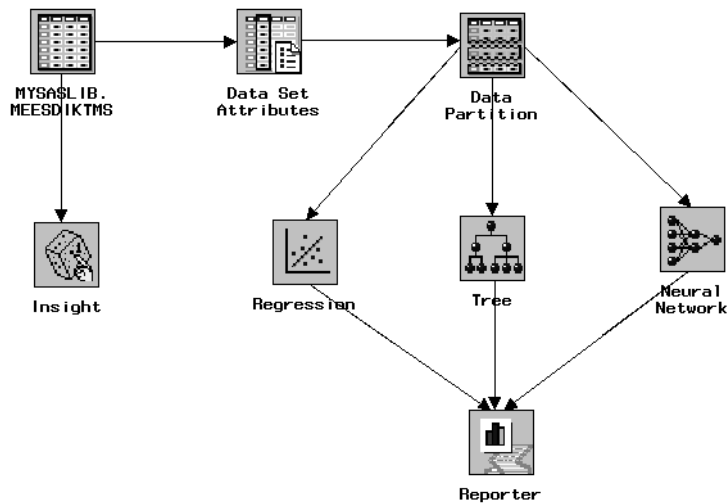 MYSASLIB.
MEESDIKTMS
Data Set
Attributes
Data
Partition
Insight
Regression
Tree
Neural
Network
Reporter